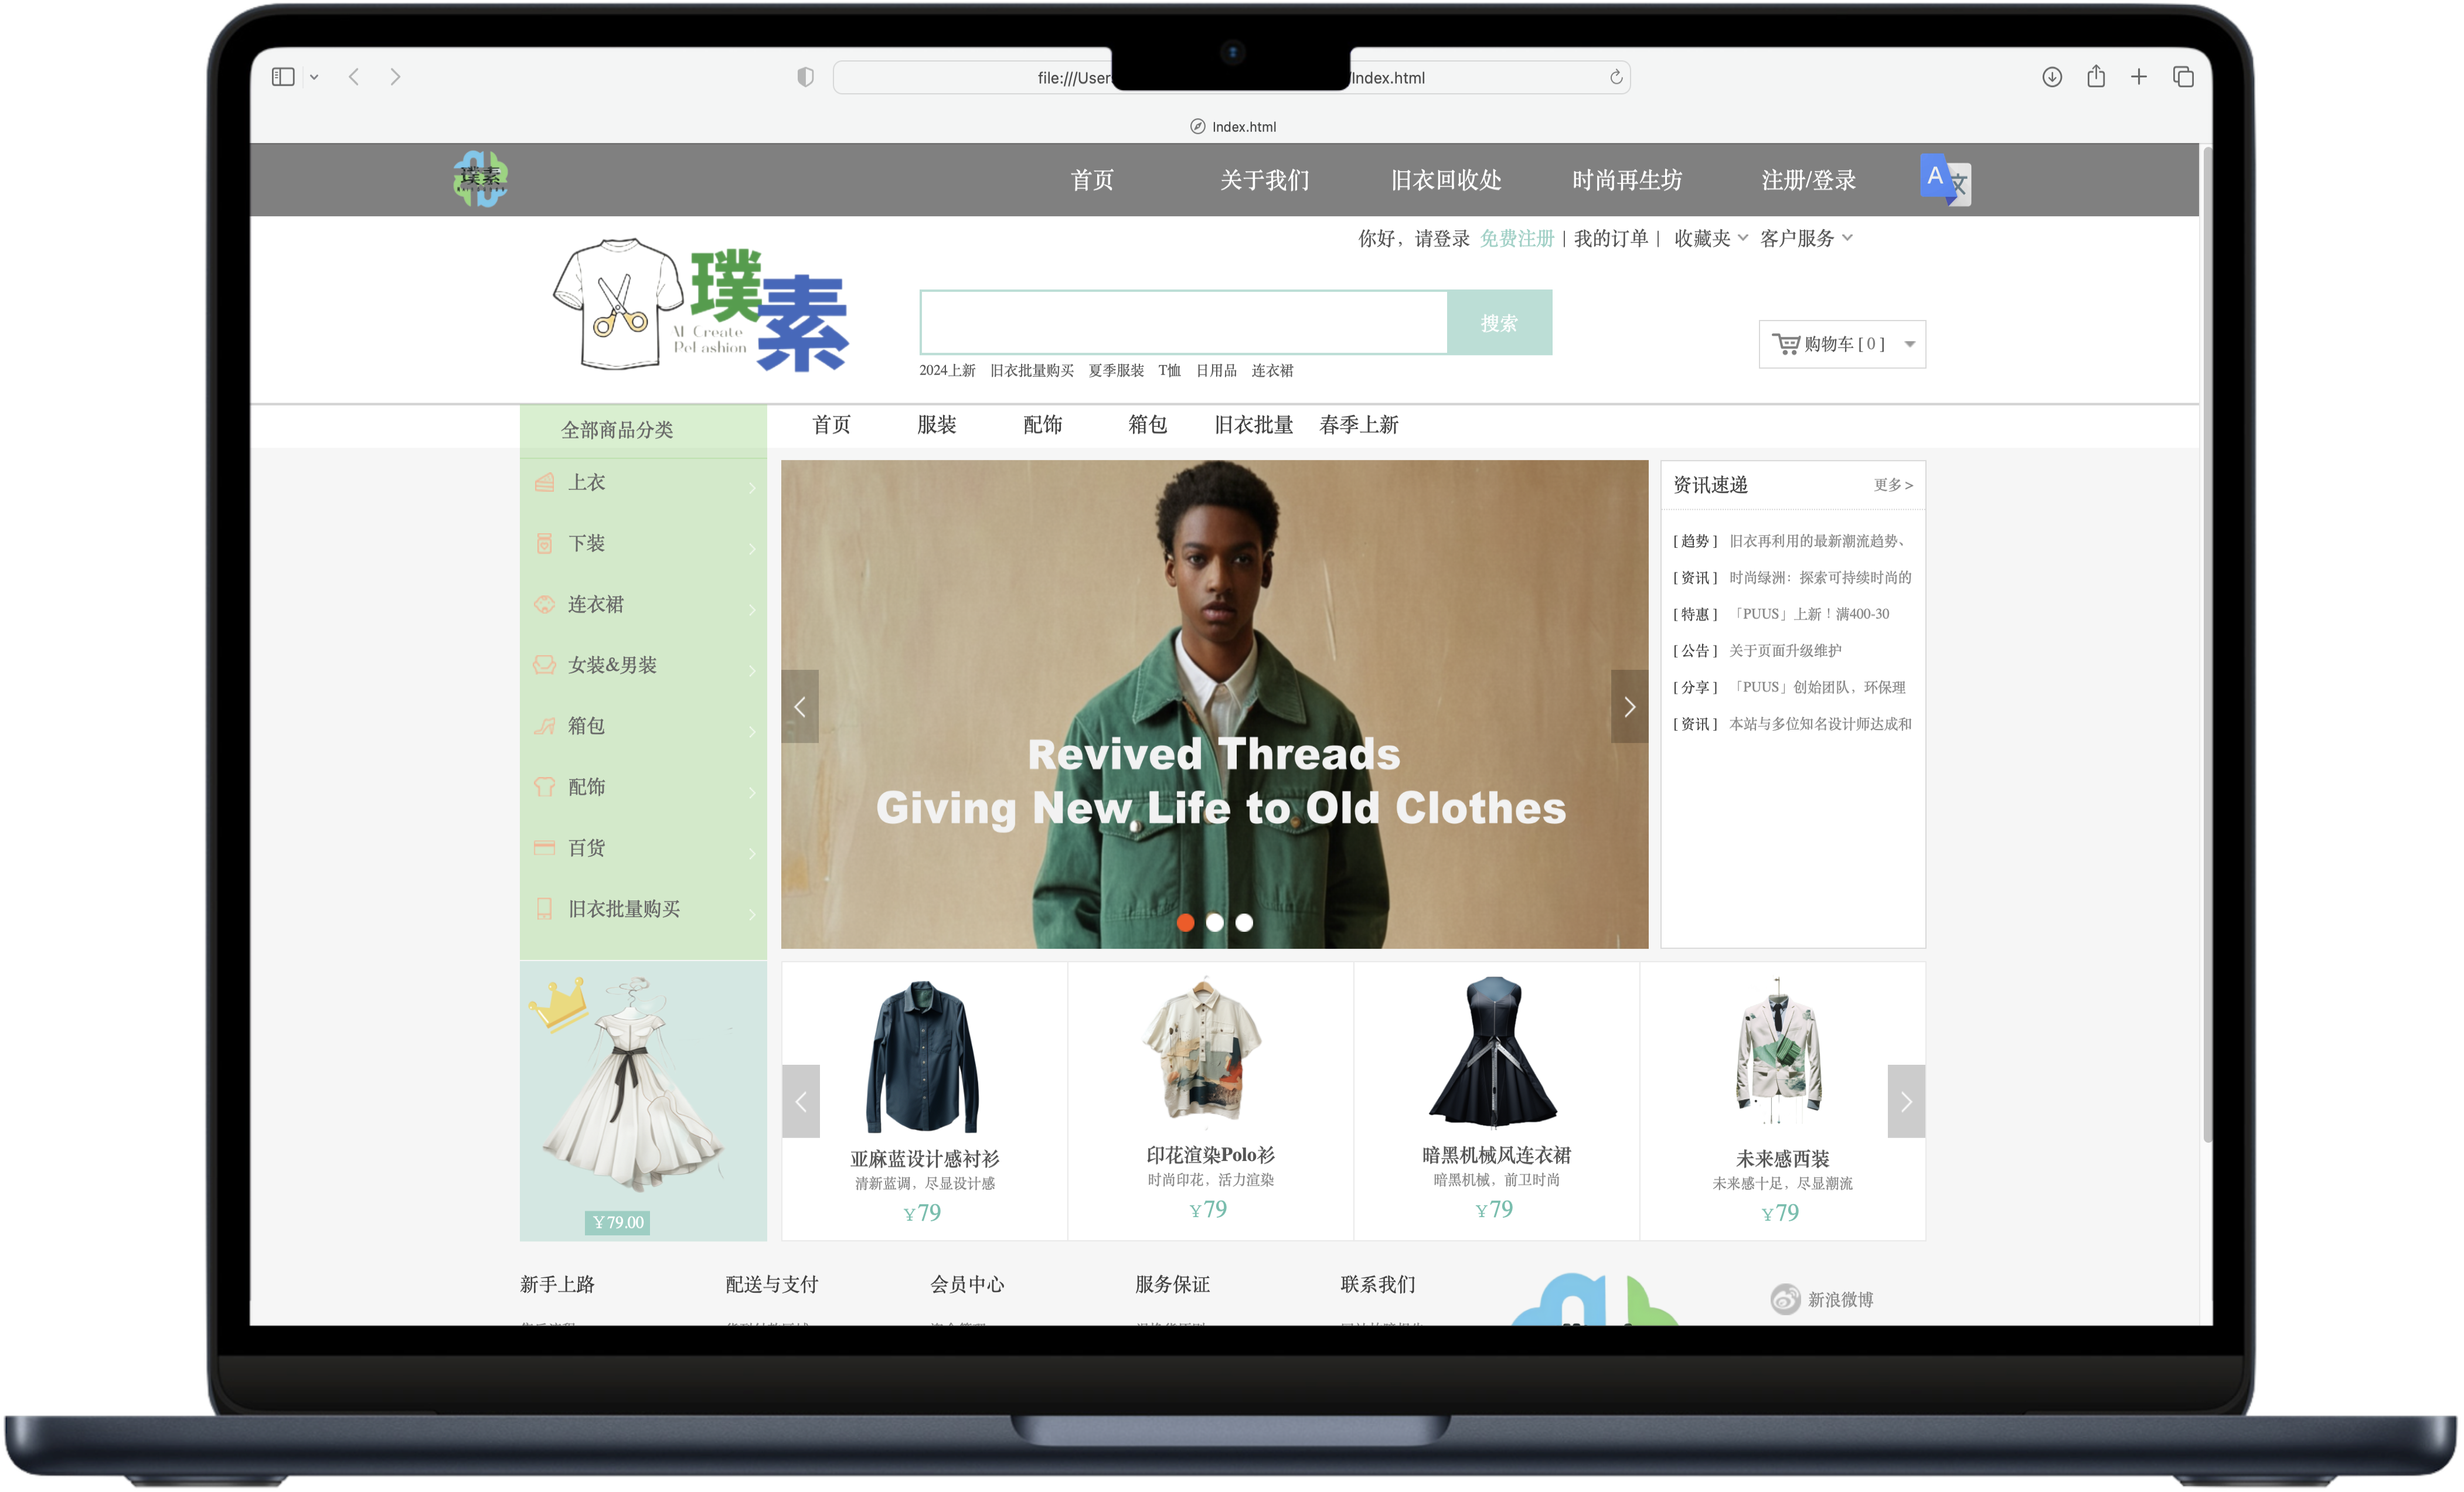 file:///User
/Index.html
Index.html
璞素
首页 关于我们 旧衣回收处 时尚再生坊 注册/登录
A 文
你好，请登录 免费注册 | 我的订单 | 收藏夹 客户服务
璞素
AI Create
ReFashion
搜索
购物车 [ 0 ]
2024上新 旧衣批量购买 夏季服装 T恤 日用品 连衣裙
全部商品分类
首页 服装 配饰 箱包 旧衣批量 春季上新
上衣
下装
连衣裙
女装&男装
箱包
配饰
百货
旧衣批量购买
Revived Threads
Giving New Life to Old Clothes
资讯速递 更多 >
[ 趋势 ] 旧衣再利用的最新潮流趋势、
[ 资讯 ] 时尚绿洲：探索可持续时尚的
[ 特惠 ] 「PUUS」上新！满400-30
[ 公告 ] 关于页面升级维护
[ 分享 ] 「PUUS」创始团队，环保理
[ 资讯 ] 本站与多位知名设计师达成和
¥79.00
亚麻蓝设计感衬衫
清新蓝调，尽显设计感
¥79
印花渲染Polo衫
时尚印花，活力渲染
¥79
暗黑机械风连衣裙
暗黑机械，前卫时尚
¥79
未来感西装
未来感十足，尽显潮流
¥79
新手上路 配送与支付 会员中心 服务保证 联系我们
新浪微博